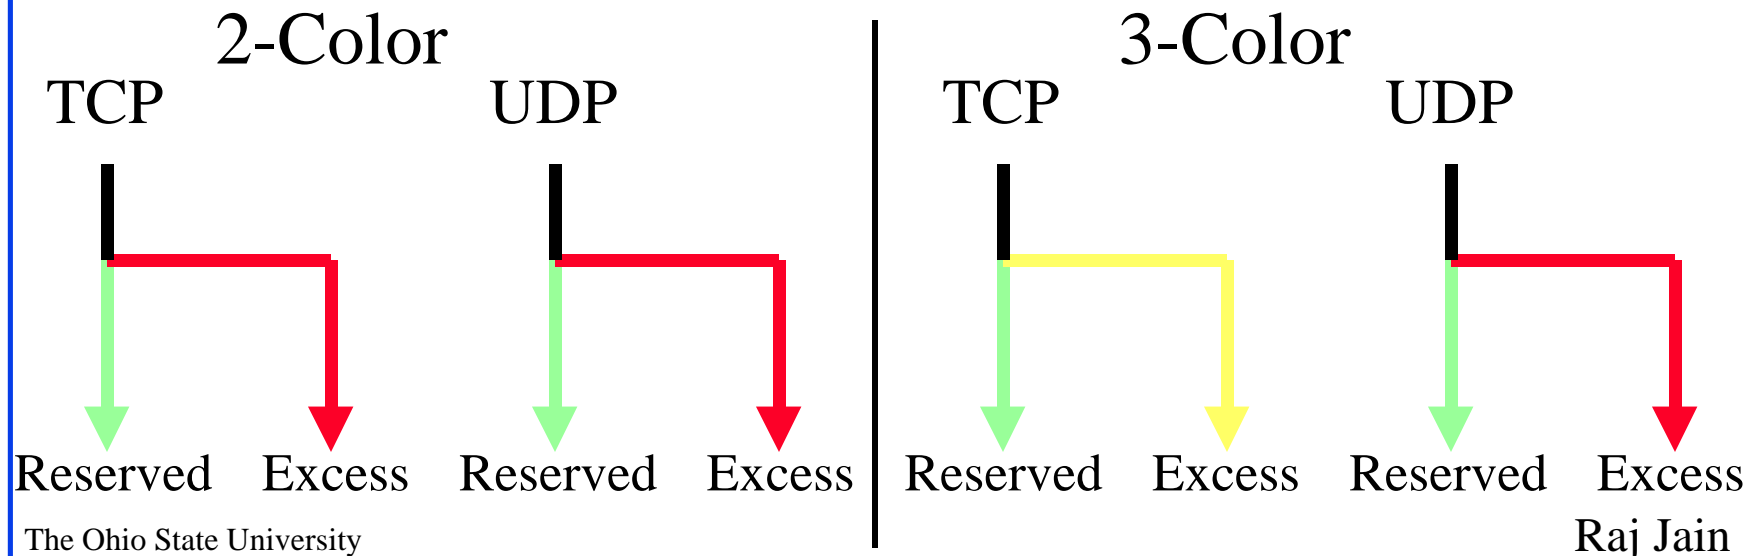 2-Color
TCP UDP
Reserved Excess Reserved Excess
3-Color
TCP UDP
Reserved Excess Reserved Excess
The Ohio State University
Raj Jain